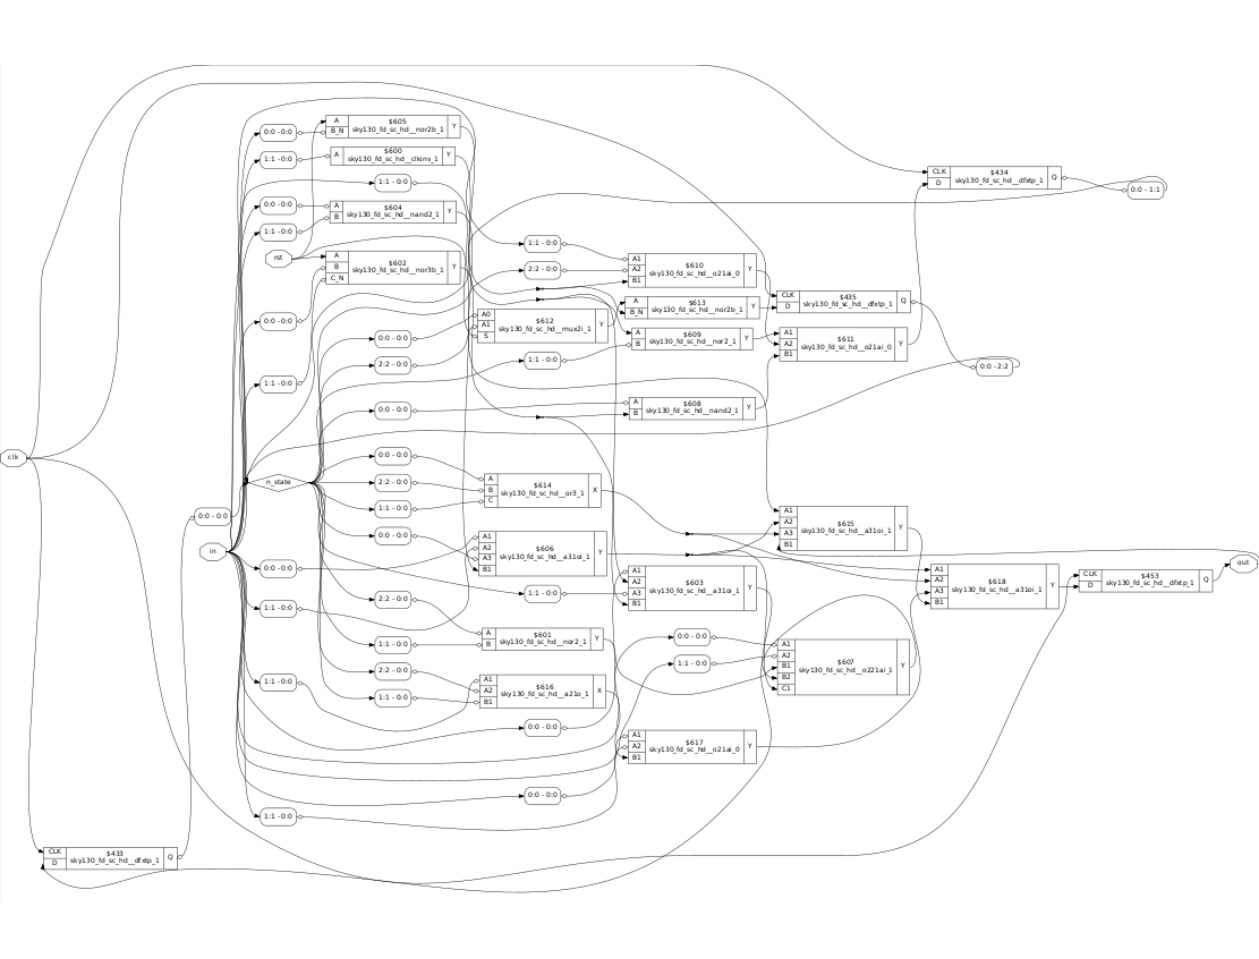 $605
A
B_N
sky130_fd_sc_hd__nor2b_1
Y
0:0 - 0:0
$600
A
sky130_fd_sc_hd__clkinv_1
Y
1:1 - 0:0
1:1 - 0:0
$434
CLK
D
sky130_fd_sc_hd__dfxtp_1
Q
0:0 - 1:1
0:0 - 0:0
$604
A
B
sky130_fd_sc_hd__nand2_1
Y
1:1 - 0:0
rst
$602
A
B
C_N
sky130_fd_sc_hd__nor3b_1
Y
1:1 - 0:0
2:2 - 0:0
$610
A1
A2
B1
sky130_fd_sc_hd__o21ai_0
Y
$613
A
B_N
sky130_fd_sc_hd__nor2b_1
Y
$435
CLK
D
sky130_fd_sc_hd__dfxtp_1
Q
0:0 - 0:0
$612
A0
A1
S
sky130_fd_sc_hd__mux2i_1
Y
0:0 - 0:0
2:2 - 0:0
$609
A
B
sky130_fd_sc_hd__nor2_1
Y
$611
A1
A2
B1
sky130_fd_sc_hd__o21ai_0
Y
1:1 - 0:0
0:0 - 2:2
1:1 - 0:0
0:0 - 0:0
$608
A
B
sky130_fd_sc_hd__nand2_1
Y
clk
0:0 - 0:0
n_state
2:2 - 0:0
1:1 - 0:0
$614
A
B
C
sky130_fd_sc_hd__or3_1
X
0:0 - 0:0
in
0:0 - 0:0
$606
A1
A2
A3
B1
sky130_fd_sc_hd__a31oi_1
Y
$615
A1
A2
A3
B1
sky130_fd_sc_hd__a31oi_1
Y
out
0:0 - 0:0
1:1 - 0:0
2:2 - 0:0
1:1 - 0:0
$603
A1
A2
A3
B1
sky130_fd_sc_hd__a31oi_1
Y
$618
A1
A2
A3
B1
sky130_fd_sc_hd__a31oi_1
Y
$453
CLK
D
sky130_fd_sc_hd__dfxtp_1
Q
1:1 - 0:0
$601
A
B
sky130_fd_sc_hd__nor2_1
Y
0:0 - 0:0
1:1 - 0:0
$607
A1
A2
B1
B2
C1
sky130_fd_sc_hd__o221ai_1
Y
1:1 - 0:0
2:2 - 0:0
1:1 - 0:0
$616
A1
A2
B1
sky130_fd_sc_hd__a21o_1
X
0:0 - 0:0
$617
A1
A2
B1
sky130_fd_sc_hd__o21ai_0
Y
0:0 - 0:0
1:1 - 0:0
$433
CLK
D
sky130_fd_sc_hd__dfxtp_1
Q